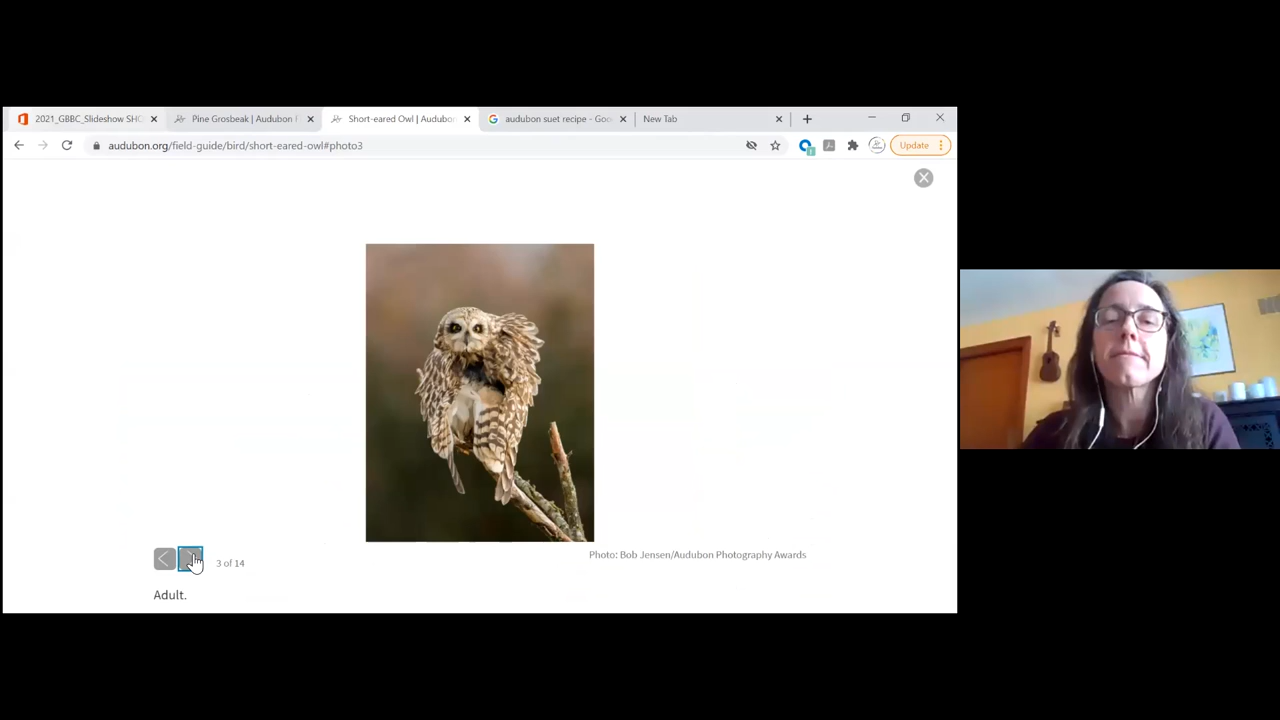 2021_GBBC_Slideshow SHO
Pine Grosbeak | Audubon F
Short-eared Owl | Audubon
audubon suet recipe - Goo
New Tab
audubon.org/field-guide/bird/short-eared-owl#photo3
Update
3 of 14
Photo: Bob Jensen/Audubon Photography Awards
Adult.